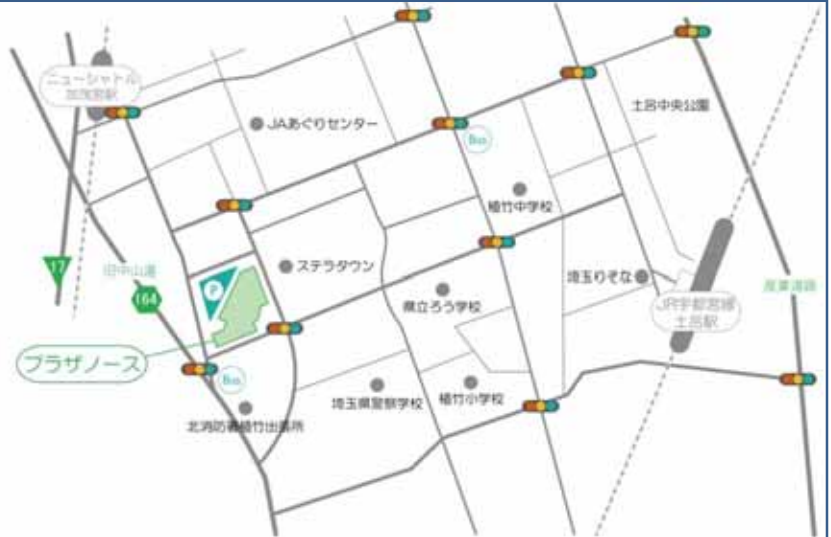 ニューシャトル
加茂宮駅
JAあぐりセンター
土呂中央公園
Bus
植竹中学校
17
旧中山道
164
P
ステラタウン
県立ろう学校
埼玉りそな
JR宇都宮線
土呂駅
産業道路
プラザノース
Bus
北消防署植竹出張所
埼玉県警察学校
植竹小学校